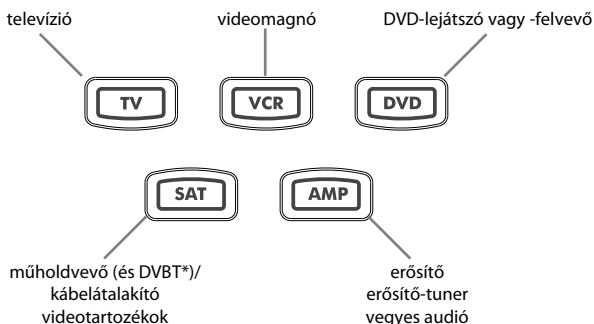 televízió
videomagnó
DVD-lejátszó vagy -felvevő
TV
VCR
DVD
SAT
AMP
műholdvevő (és DVBT*)/
kábelátalakító
videotartozékok
erősítő
erősítő-tuner
vegyes audió